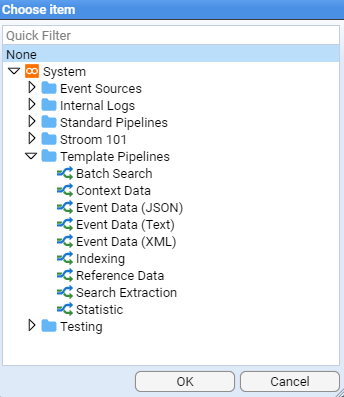 Choose item
Quick Filter
None
System
Event Sources
Internal Logs
Standard Pipelines
Stroom 101
Template Pipelines
Batch Search
Context Data
Event Data (JSON)
Event Data (Text)
Event Data (XML)
Indexing
Reference Data
Search Extraction
Statistic
Testing
OK Cancel